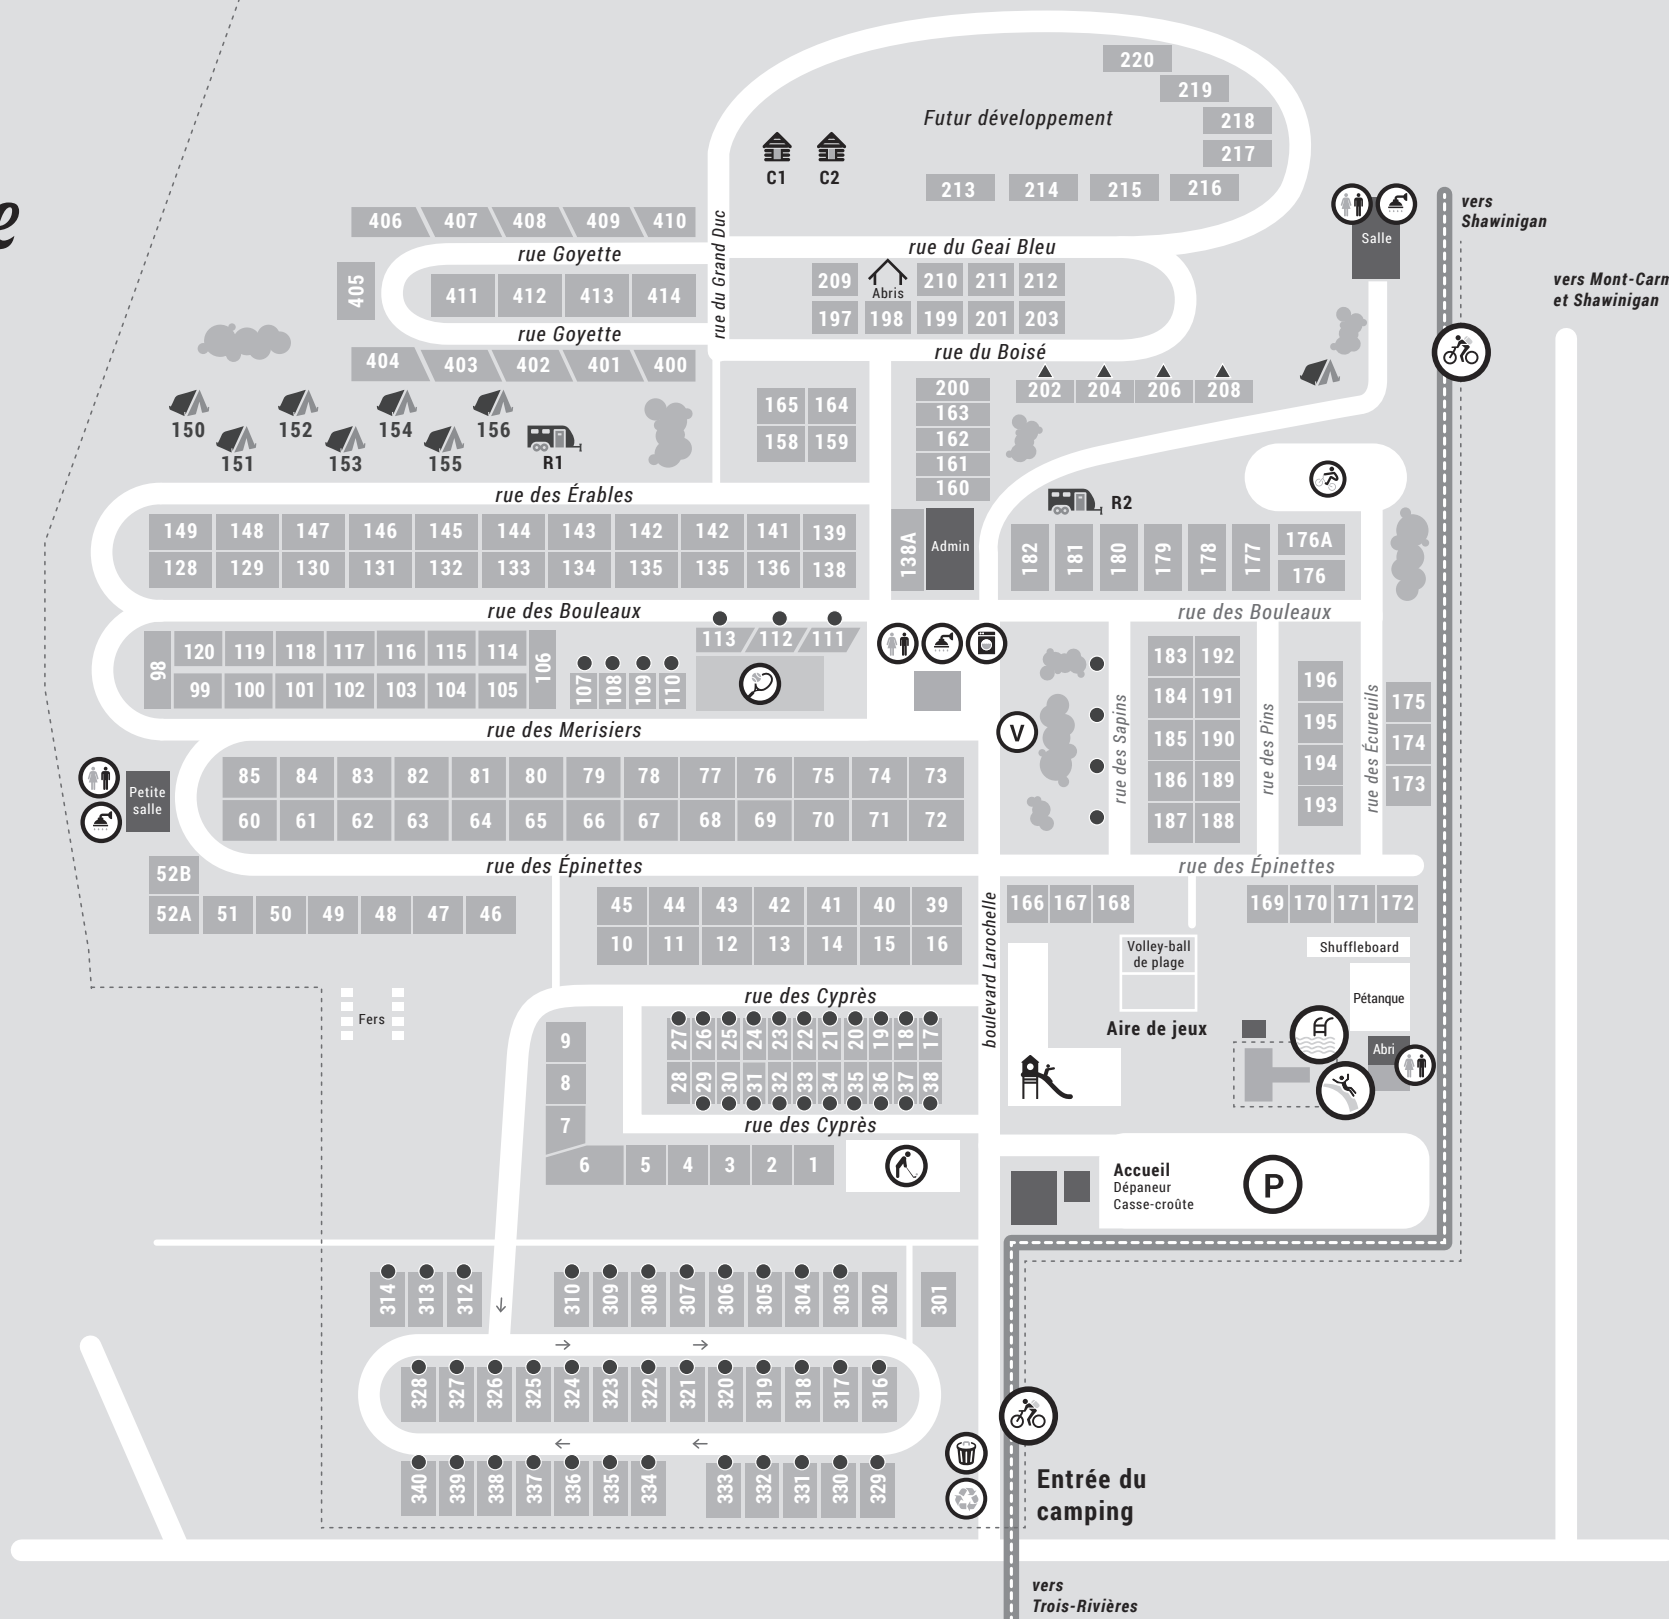 e
220
219
Futur développement
218
217
C1 C2
213 214 215 216
406 407 408 409 410
rue du Grand Duc
rue Goyette
rue du Geai Bleu
Salle
vers
Shawinigan
vers Mont-Carm
et Shawinigan
405
411 412 413 414
209
Abris
210 211 212
197 198 199 201 203
rue Goyette
rue du Boisé
404 403 402 401 400
200
202 204 206 208
165 164
163
150 152 154 156
158 159
162
151 153 155 R1
161
160
rue des Érables
R2
149 148 147 146 145 144 143 142 142 141 139
128 129 130 131 132 133 134 135 135 136 138
138A
Admin
182 181 180 179 178 177
176A
176
rue des Bouleaux
rue des Bouleaux
113 112 111
98
120 119 118 117 116 115 114
99 100 101 102 103 104 105
106
107 108 109 110
V
rue des Sapins
183 192
184 191
185 190
186 189
187 188
rue des Pins
196
195
194
193
rue des Écureuils
175
174
173
rue des Merisiers
Petite
salle
85 84 83 82 81 80 79 78 77 76 75 74 73
60 61 62 63 64 65 66 67 68 69 70 71 72
rue des Épinettes
rue des Épinettes
52B
52A 51 50 49 48 47 46
45 44 43 42 41 40 39
10 11 12 13 14 15 16
boulevard Larochelle
166 167 168
169 170 171 172
Volley-ball
de plage
Shuffleboard
Pétanque
Aire de jeux
Abri
Fers
rue des Cyprès
9
8
7
27 26 25 24 23 22 21 20 19 18 17
28 29 30 31 32 33 34 35 36 37 38
rue des Cyprès
6 5 4 3 2 1
Accueil
Dépaneur
Casse-croûte
P
314 313 312
310 309 308 307 306 305 304 303 302 301
328 327 326 325 324 323 322 321 320 319 318 317 316
340 339 338 337 336 335 334
333 332 331 330 329
Entrée du
camping
vers
Trois-Rivières